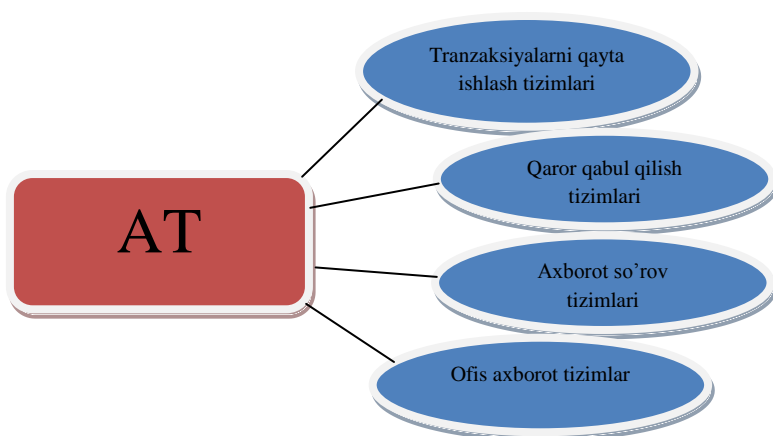 AT
Tranzaksiyalarni qayta
ishlash tizimlari
Qaror qabul qilish
tizimlari
Axborot so’rov
tizimlari
Ofis axborot tizimlar